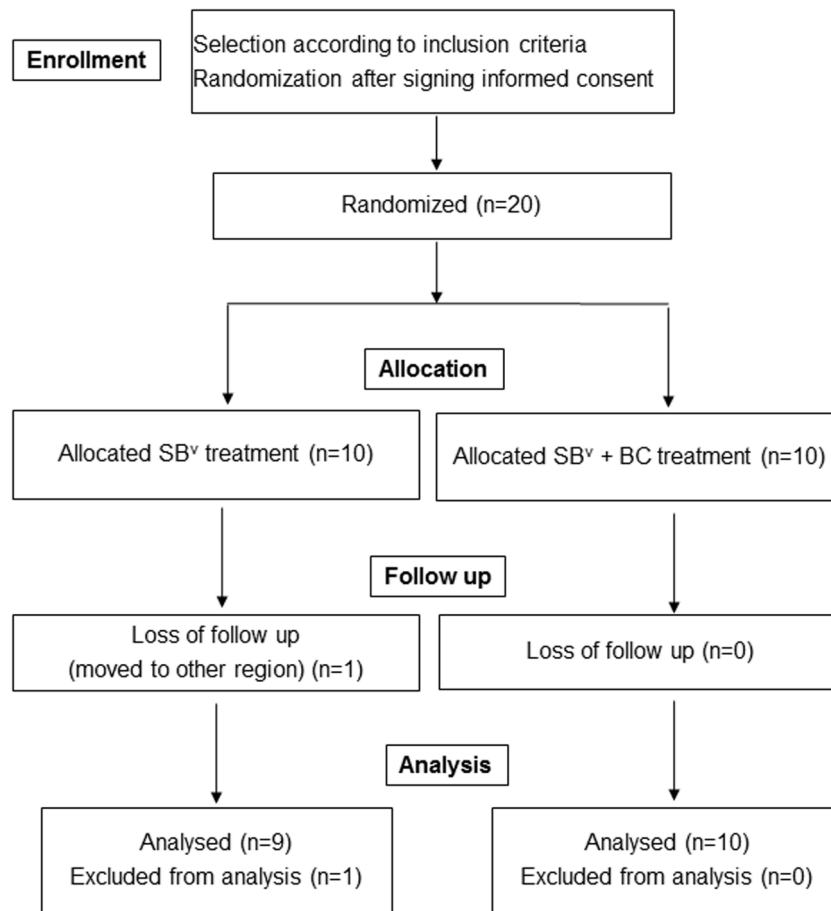 Enrollment
Selection according to inclusion criteria
Randomization after signing informed consent
Randomized (n=20)
Allocation
Allocated SBᵛ treatment (n=10)
Allocated SBᵛ + BC treatment (n=10)
Follow up
Loss of follow up
(moved to other region) (n=1)
Loss of follow up (n=0)
Analysis
Analysed (n=9)
Excluded from analysis (n=1)
Analysed (n=10)
Excluded from analysis (n=0)